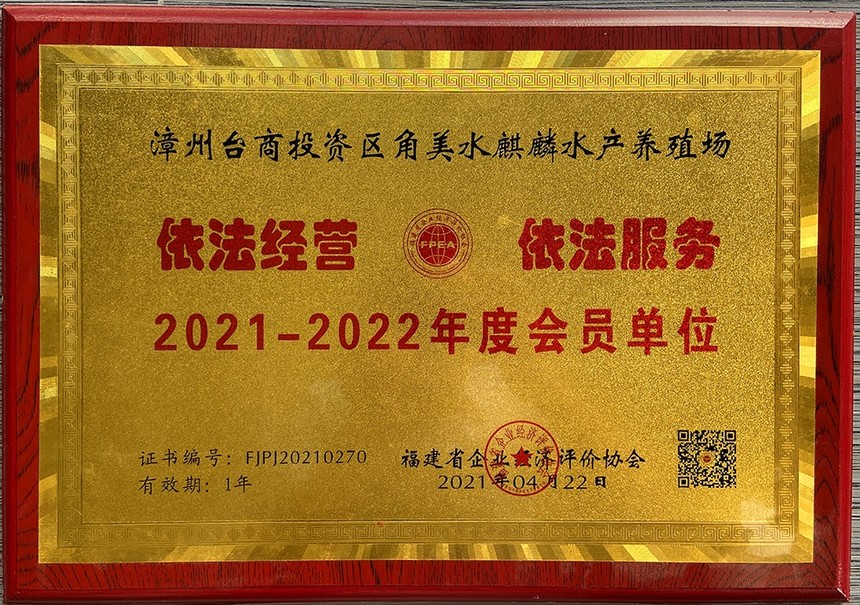 漳州台商投资区角美水麒麟水产养殖场
依法经营 FPEA 依法服务
2021-2022年度会员单位
证书编号：FJPJ20210270
有效期：1年
福建省企业经济评价协会
2021年04月22日